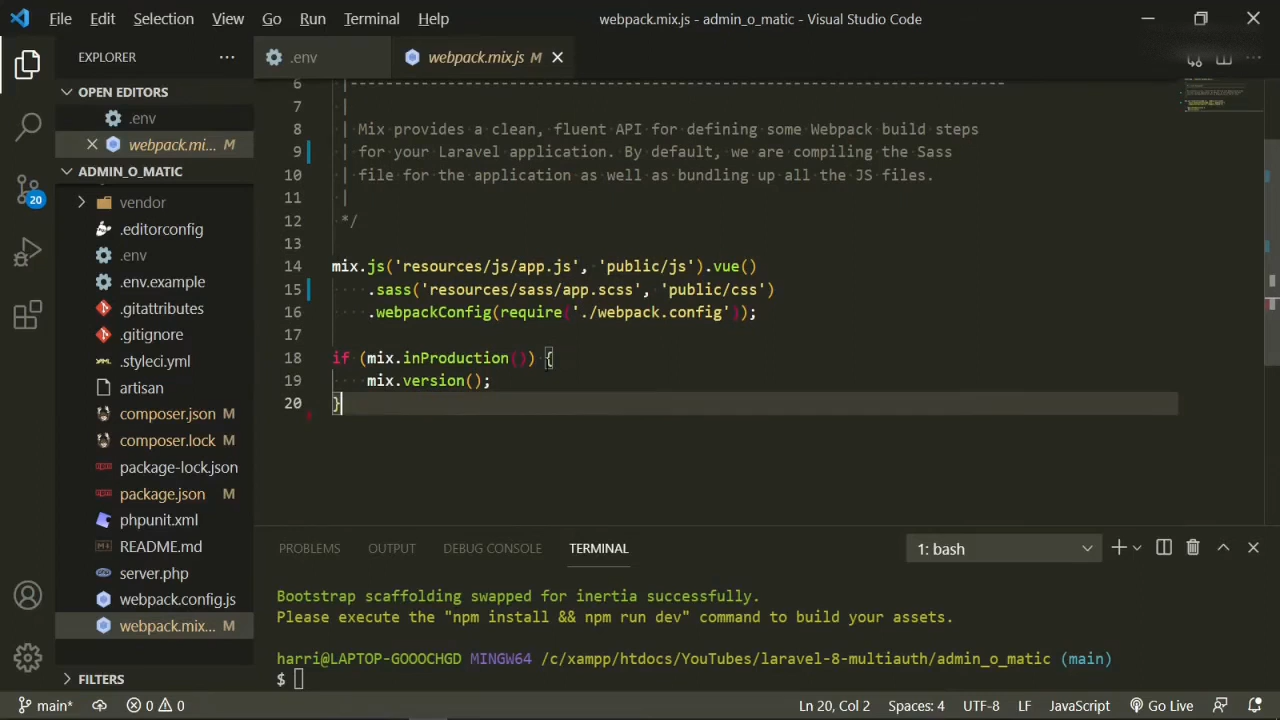 File Edit Selection View Go Run Terminal Help
webpack.mix.js - admin_o_matic - Visual Studio Code
EXPLORER
.env
webpack.mix.js M
OPEN EDITORS
.env
webpack.mi... M
ADMIN_O_MATIC
vendor
.editorconfig
.env
.env.example
.gitattributes
.gitignore
.styleci.yml
artisan
composer.json M
composer.lock M
package-lock.json
package.json M
phpunit.xml
README.md
server.php
webpack.config.js
webpack.mix... M
FILTERS
20
6 |--------------------------------------------------------------------------
7 |
8 | Mix provides a clean, fluent API for defining some Webpack build steps
9 | for your Laravel application. By default, we are compiling the Sass
10 | file for the application as well as bundling up all the JS files.
11 |
12 */
13
14 mix.js('resources/js/app.js', 'public/js').vue()
15 .sass('resources/sass/app.scss', 'public/css')
16 .webpackConfig(require('./webpack.config'));
17
18 if (mix.inProduction()) {
19 mix.version();
20 }
PROBLEMS OUTPUT DEBUG CONSOLE TERMINAL
1: bash
Bootstrap scaffolding swapped for inertia successfully.
Please execute the "npm install && npm run dev" command to build your assets.
harri@LAPTOP-GOOOCHGD MINGW64 /c/xampp/htdocs/YouTubes/laravel-8-multiauth/admin_o_matic (main)
$
main* 0 0
Ln 20, Col 2 Spaces: 4 UTF-8 LF JavaScript Go Live